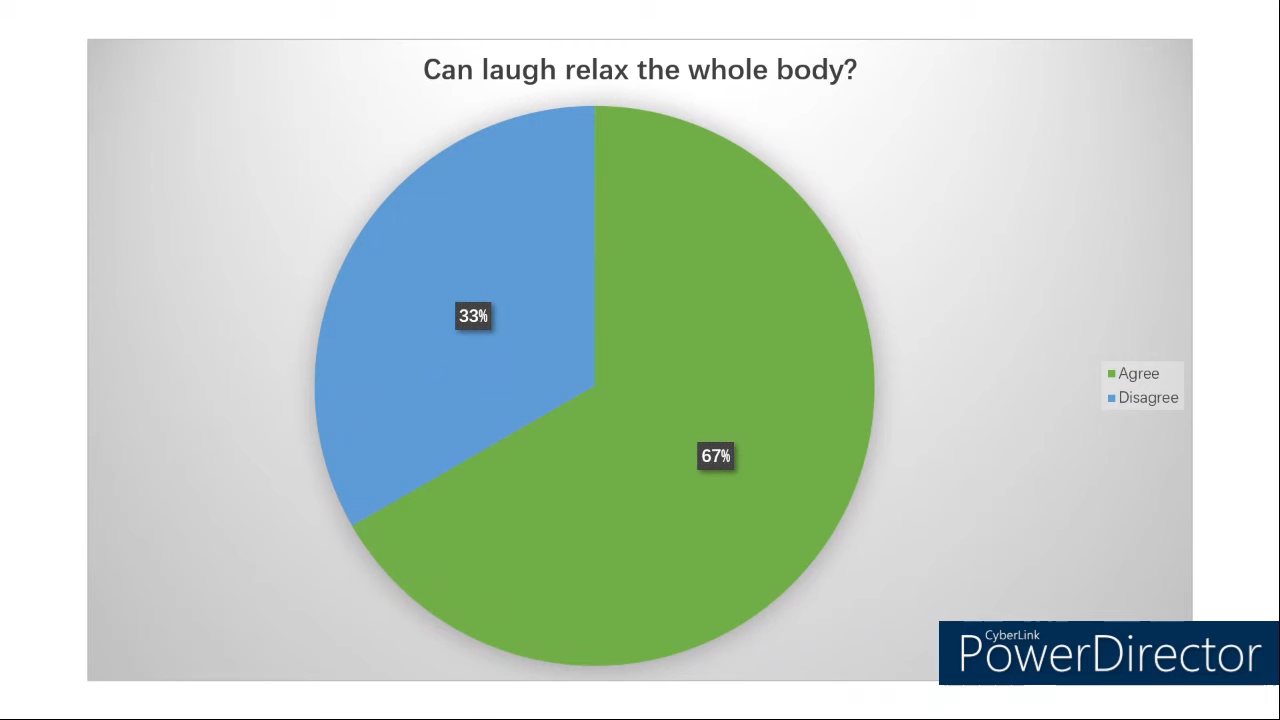 Can laugh relax the whole body?
33%
67%
Agree
Disagree
CyberLink
PowerDirector